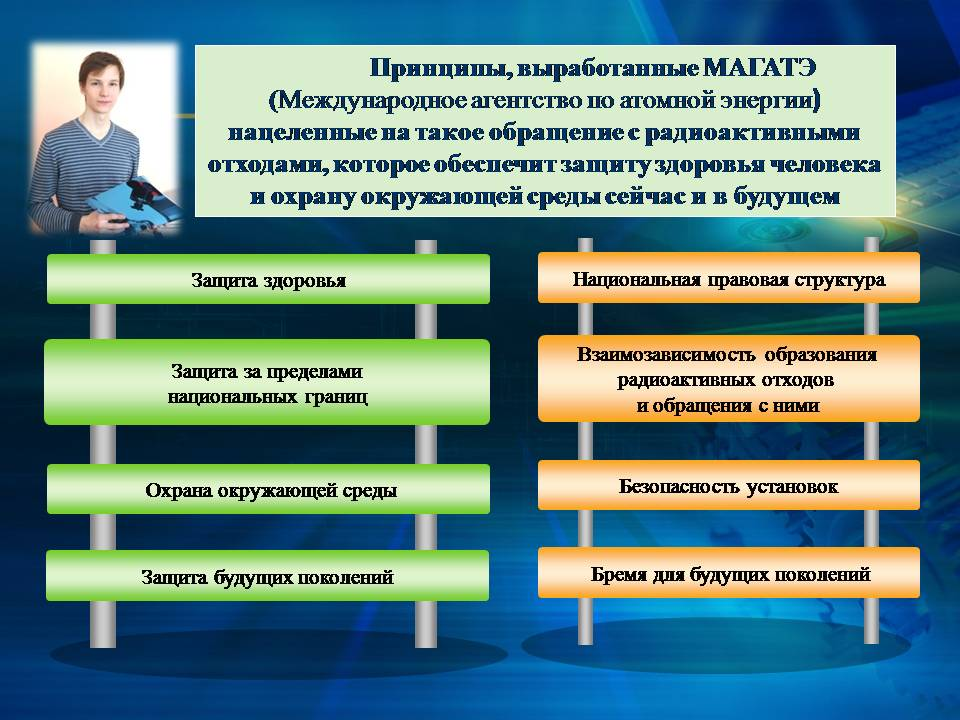 Принципы, выработанные МАГАТЭ
(Международное агентство по атомной энергии)
нацеленные на такое обращение с радиоактивными
отходами, которое обеспечит защиту здоровья человека
и охрану окружающей среды сейчас и в будущем
Защита здоровья
Защита за пределами
национальных границ
Охрана окружающей среды
Защита будущих поколений
Национальная правовая структура
Взаимозависимость образования
радиоактивных отходов
и обращения с ними
Безопасность установок
Бремя для будущих поколений